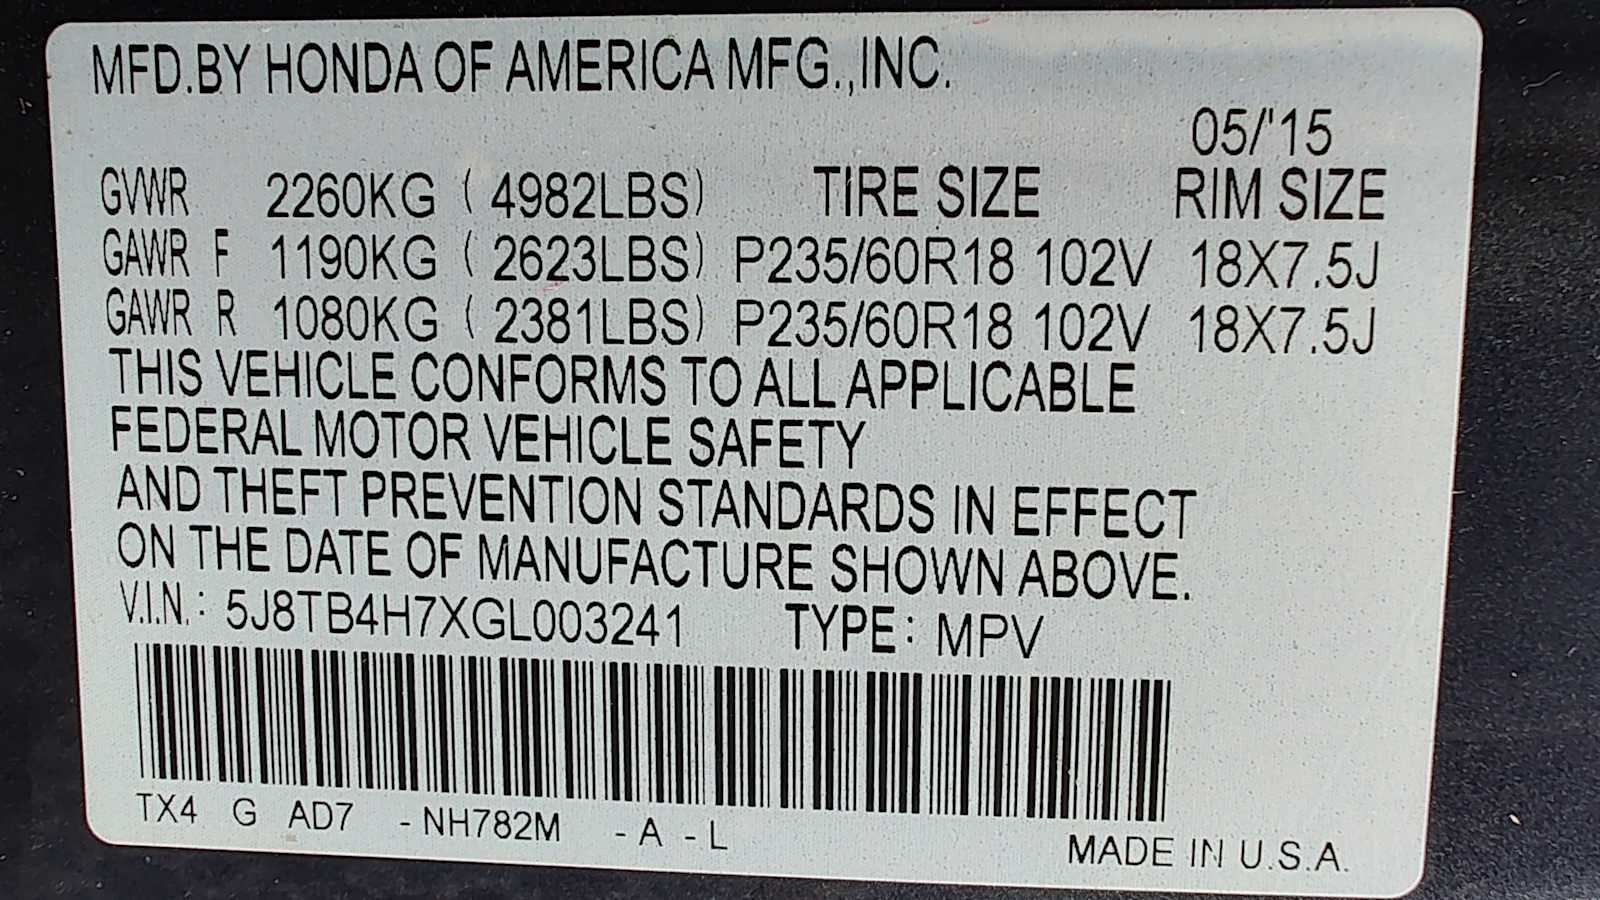 MFD.BY HONDA OF AMERICA MFG.,INC.
05/'15
GVWR 2260KG ( 4982LBS) TIRE SIZE RIM SIZE
GAWR F 1190KG ( 2623LBS) P235/60R18 102V 18X7.5J
GAWR R 1080KG ( 2381LBS) P235/60R18 102V 18X7.5J
THIS VEHICLE CONFORMS TO ALL APPLICABLE
FEDERAL MOTOR VEHICLE SAFETY
AND THEFT PREVENTION STANDARDS IN EFFECT
ON THE DATE OF MANUFACTURE SHOWN ABOVE.
V.I.N.: 5J8TB4H7XGL003241 TYPE: MPV
TX4 G AD7 - NH782M - A - L
MADE IN U.S.A.